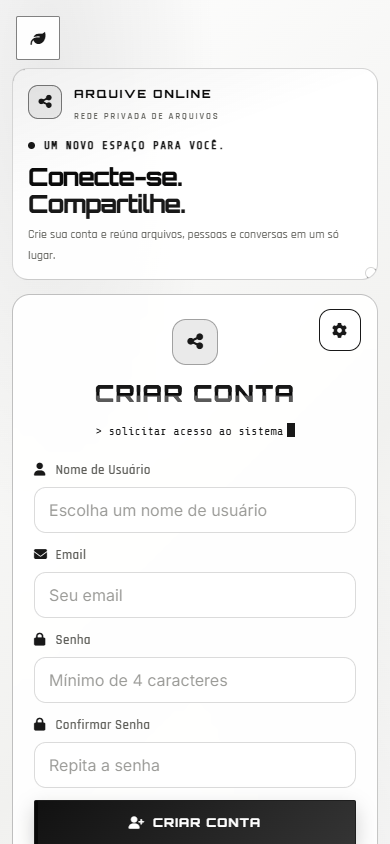 ARQUIVE ONLINE
REDE PRIVADA DE ARQUIVOS
UM NOVO ESPAÇO PARA VOCÊ.
Conecte-se.
Compartilhe.
Crie sua conta e reúna arquivos, pessoas e conversas em um só
lugar.
CRIAR CONTA
> solicitar acesso ao sistema
Nome de Usuário
Escolha um nome de usuário
Email
Seu email
Senha
Mínimo de 4 caracteres
Confirmar Senha
Repita a senha
CRIAR CONTA